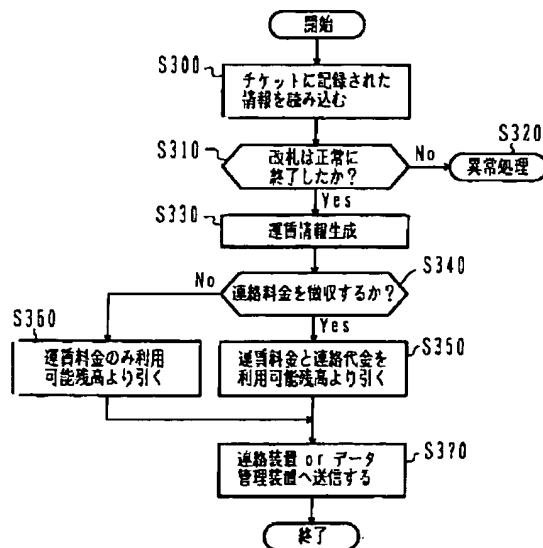 開始
S300
チケットに記録された
情報を読み込む
S310
改札は正常に
終了したか?
No
S320
異常処理
Yes
S330
運賃情報生成
S340
連絡料金を徴収するか?
No
Yes
S360
運賃料金のみ利用
可能残高より引く
S350
運賃料金と連絡代金を
利用可能残高より引く
S370
連絡装置 or データ
管理装置へ送信する
終了